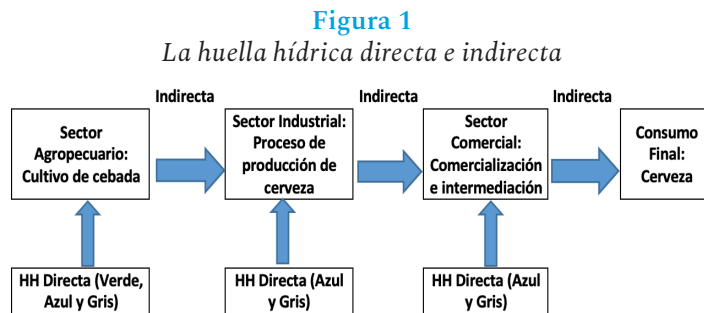 Figura 1
La huella hídrica directa e indirecta
Indirecta
Indirecta
Indirecta
Sector
Agropecuario:
Cultivo de cebada
Sector Industrial:
Proceso de
producción de
cerveza
Sector
Comercial:
Comercialización
e intermediación
Consumo
Final:
Cerveza
HH Directa (Verde,
Azul y Gris)
HH Directa (Azul
y Gris)
HH Directa (Azul
y Gris)